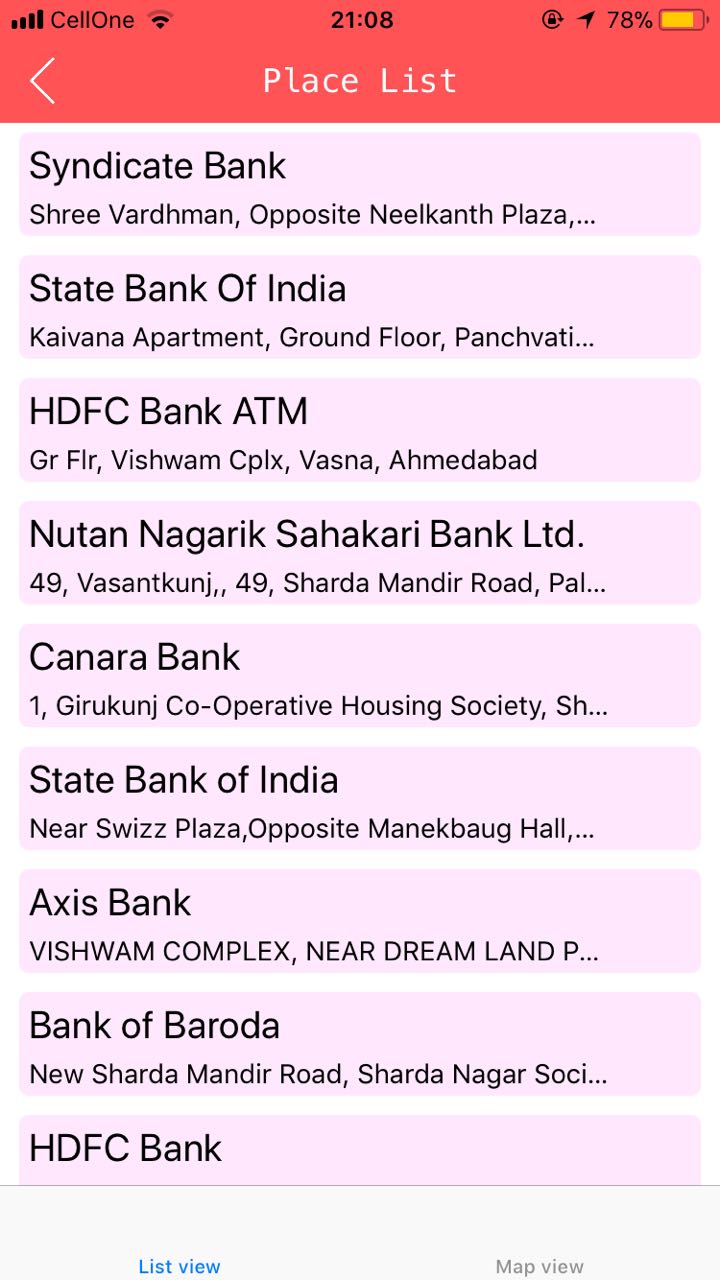 CellOne 21:08 78%
Place List
Syndicate Bank
Shree Vardhman, Opposite Neelkanth Plaza,...
State Bank Of India
Kaivana Apartment, Ground Floor, Panchvati...
HDFC Bank ATM
Gr Flr, Vishwam Cplx, Vasna, Ahmedabad
Nutan Nagarik Sahakari Bank Ltd.
49, Vasantkunj,, 49, Sharda Mandir Road, Pal...
Canara Bank
1, Girukunj Co-Operative Housing Society, Sh...
State Bank of India
Near Swizz Plaza,Opposite Manekbaug Hall,...
Axis Bank
VISHWAM COMPLEX, NEAR DREAM LAND P...
Bank of Baroda
New Sharda Mandir Road, Sharda Nagar Soci...
HDFC Bank
List view Map view